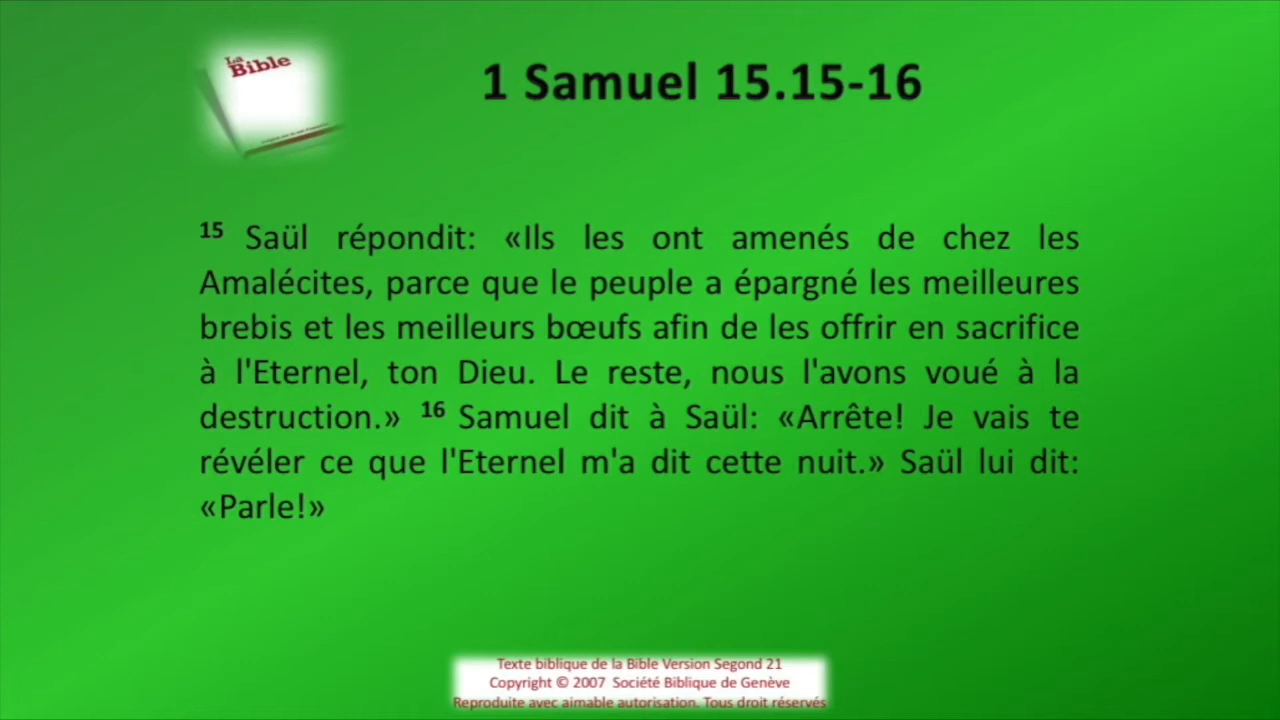 La
Bible
1 Samuel 15.15-16
15 Saül répondit: «Ils les ont amenés de chez les
Amalécites, parce que le peuple a épargné les meilleures
brebis et les meilleurs bœufs afin de les offrir en sacrifice
à l'Eternel, ton Dieu. Le reste, nous l'avons voué à la
destruction.» 16 Samuel dit à Saül: «Arrête! Je vais te
révéler ce que l'Eternel m'a dit cette nuit.» Saül lui dit:
«Parle!»
Texte biblique de la Bible Version Segond 21
Copyright © 2007 Société Biblique de Genève
Reproduite avec aimable autorisation. Tous droit réservés